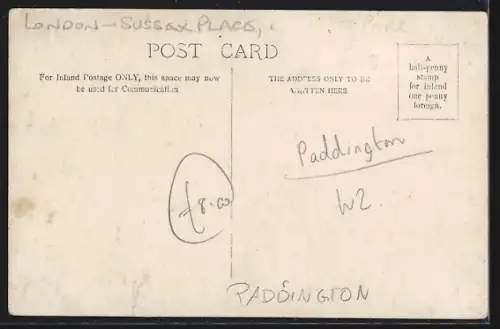 LONDON – SUSSEX PLACE,
POST CARD
For Inland Postage ONLY, this space may now
be used for Communication
THE ADDRESS ONLY TO BE
WRITTEN HERE
A
half-penny
stamp
for inland
one penny
foreign.
Paddington
W2
£8.00
PADDINGTON